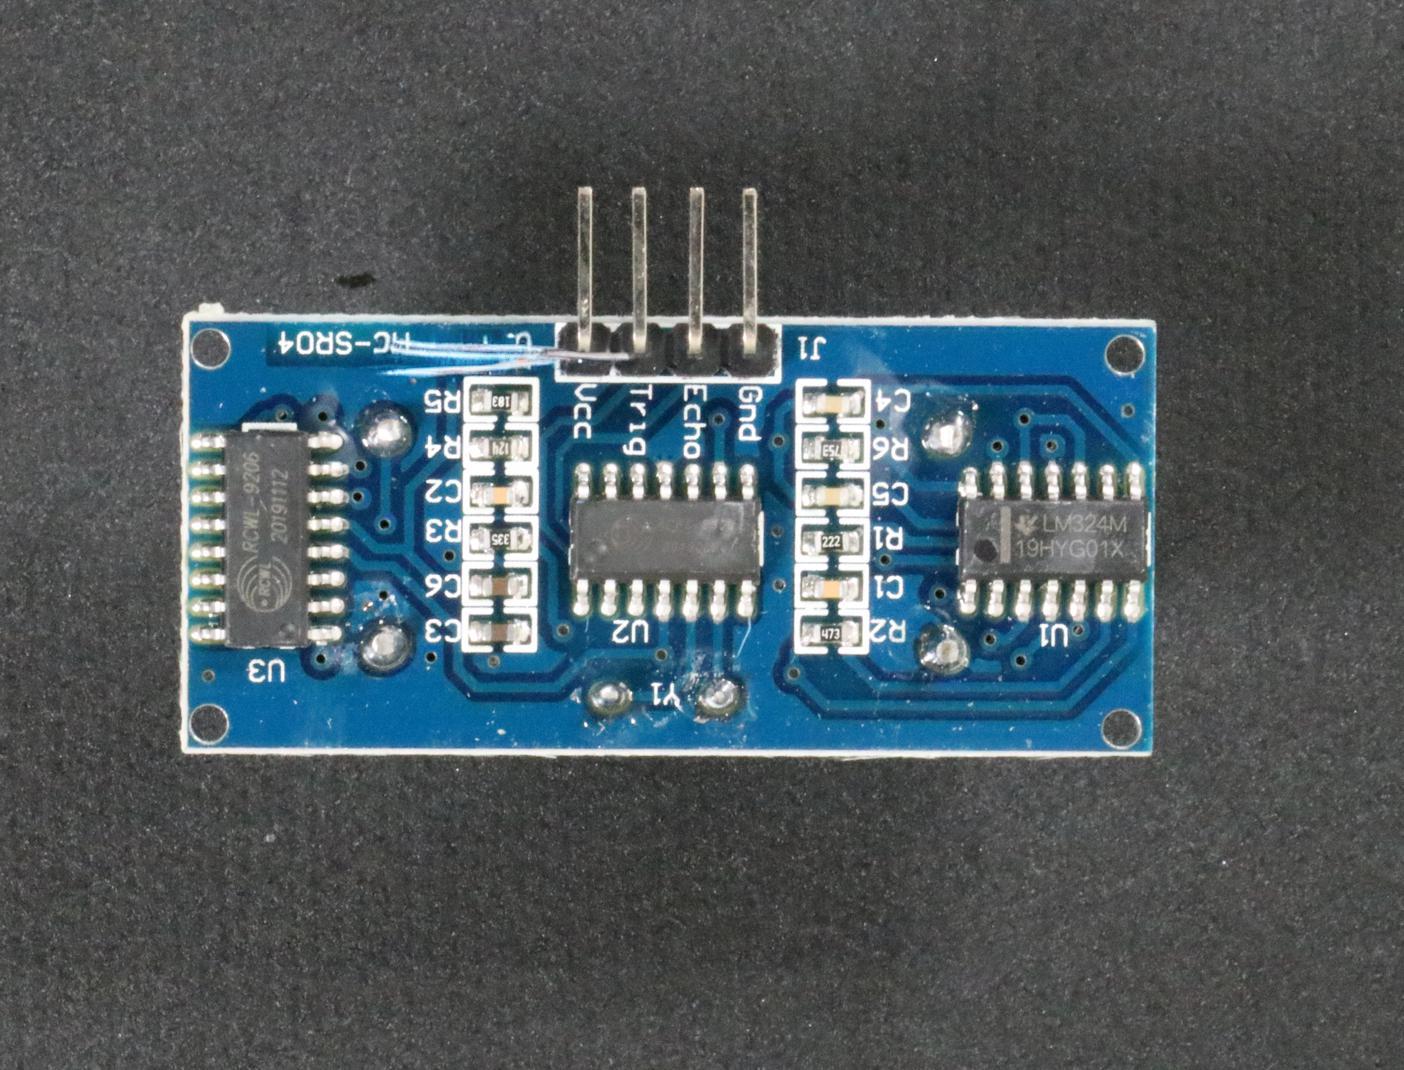 HC-SR04
J1
Vcc
Trig
Echo
Gnd
R5
183
R4
124
C2
R3
335
C6
C3
C4
R6
753
C5
R1
222
C1
R2
473
RCWL
RCWL-9206
20191112
U3
U2
Y1
LM324M
19HYG01X
U1